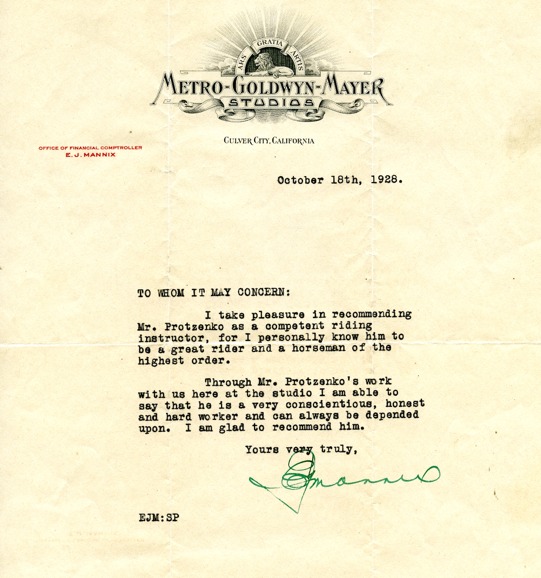 ARS GRATIA ARTIS
METRO-GOLDWYN-MAYER
STUDIOS
CULVER CITY, CALIFORNIA
OFFICE OF FINANCIAL COMPTROLLER
E. J. MANNIX
October 18th, 1928.
TO WHOM IT MAY CONCERN:
I take pleasure in recommending
Mr. Protzenko as a competent riding
instructor, for I personally know him to
be a great rider and a horseman of the
highest order.
Through Mr. Protzenko's work
with us here at the studio I am able to
say that he is a very conscientious, honest
and hard worker and can always be depended
upon. I am glad to recommend him.
Yours very truly,
EJMannix
EJM:SP